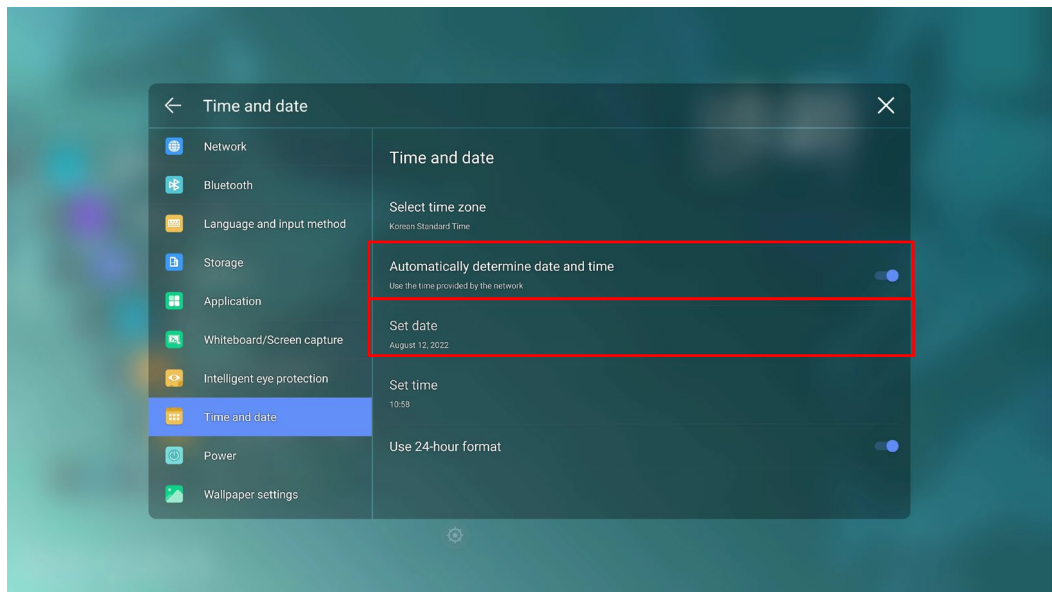 Time and date
Network
Bluetooth
Language and input method
Storage
Application
Whiteboard/Screen capture
Intelligent eye protection
Time and date
Power
Wallpaper settings
Time and date
Select time zone
Korean Standard Time
Automatically determine date and time
Use the time provided by the network
Set date
August 12, 2022
Set time
10:58
Use 24-hour format